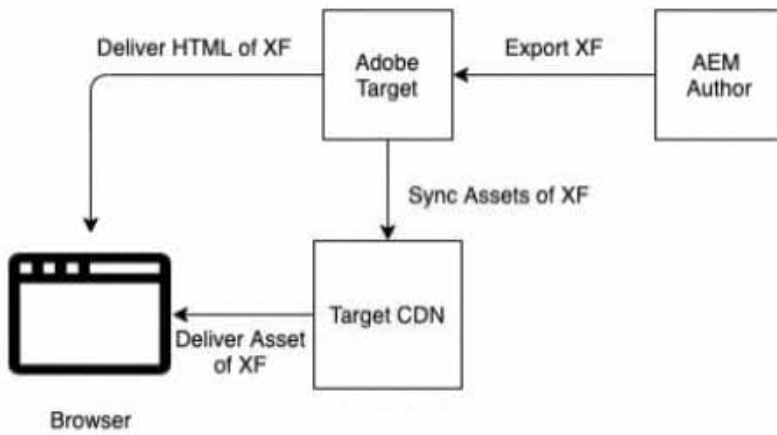 Deliver HTML of XF
Adobe
Target
Export XF
AEM
Author
Sync Assets of XF
Target CDN
Deliver Asset
of XF
Browser